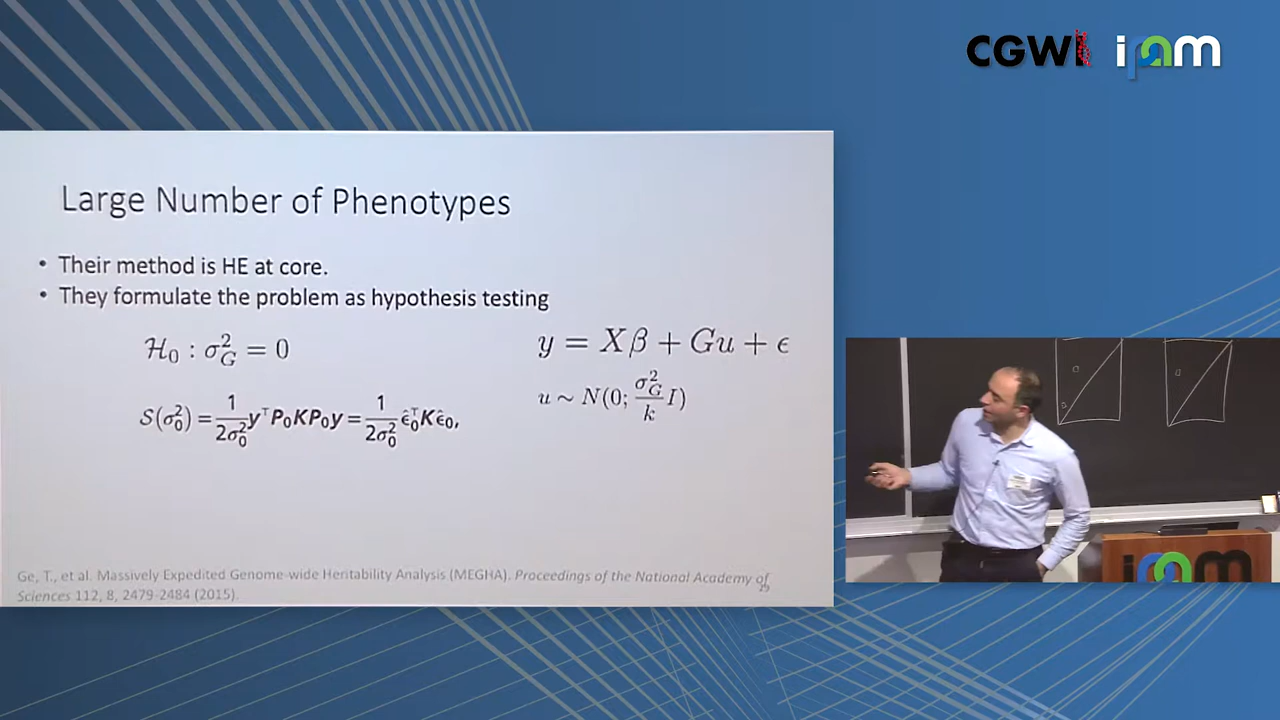 CGWI ipam
Large Number of Phenotypes
• Their method is HE at core.
• They formulate the problem as hypothesis testing
ℋ₀ : σ²_G = 0
y = Xβ + Gu + ϵ
u ~ N(0; σ²_G/k I)
S(σ²₀) = 1/2σ²₀ yᵀP₀KP₀y = 1/2σ²₀ ε̂₀ᵀKε̂₀,
Ge, T., et al. Massively Expedited Genome-wide Heritability Analysis (MEGHA). Proceedings of the National Academy of
Sciences 112, 8, 2479-2484 (2015).
ipam